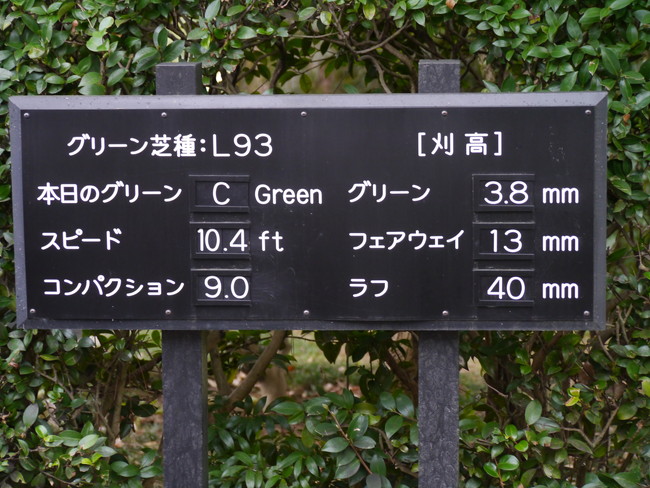 グリーン芝種:L93
本日のグリーン C Green
スピード 10.4 ft
コンパクション 9.0
[刈高]
グリーン 3.8 mm
フェアウェイ 13 mm
ラフ 40 mm